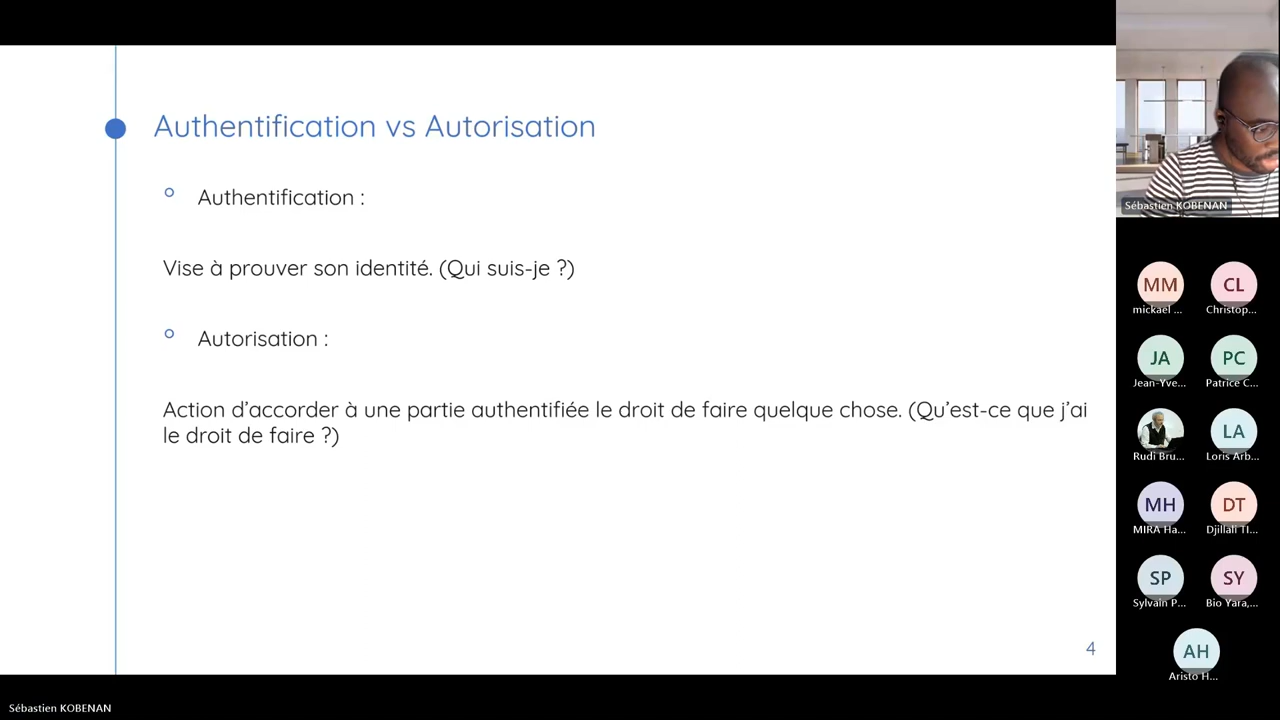 Authentification vs Autorisation
Authentification :
Vise à prouver son identité. (Qui suis-je ?)
Autorisation :
Action d’accorder à une partie authentifiée le droit de faire quelque chose. (Qu’est-ce que j’ai
le droit de faire ?)
4
Sébastien KOBENAN
Sébastien KOBENAN
MM
mickael ...
CL
Christop...
JA
Jean-Yve...
PC
Patrice C...
Rudi Bru...
LA
Loris Arb...
MH
MIRA Ha...
DT
Djillali TI...
SP
Sylvain P...
SY
Bio Yara,...
AH
Aristo H...